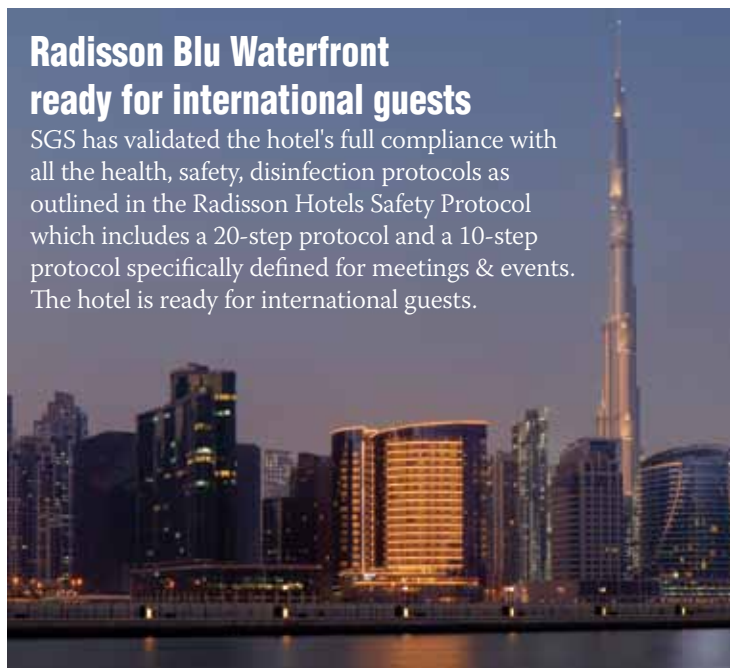 Radisson Blu Waterfront
ready for international guests
SGS has validated the hotel's full compliance with
all the health, safety, disinfection protocols as
outlined in the Radisson Hotels Safety Protocol
which includes a 20-step protocol and a 10-step
protocol specifically defined for meetings & events.
The hotel is ready for international guests.